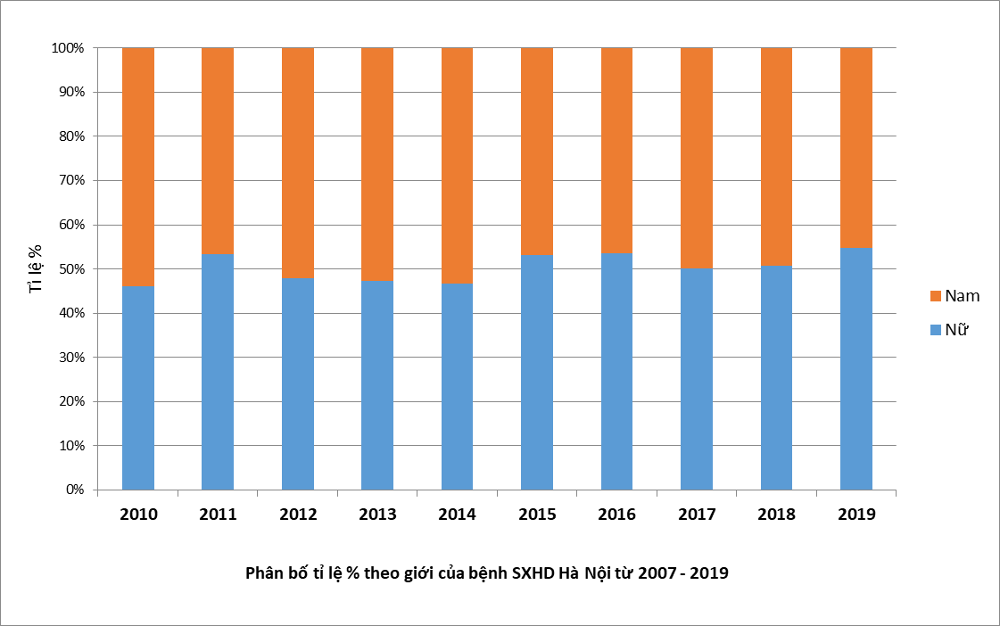 100%
90%
80%
70%
60%
50%
40%
30%
20%
10%
0%
Tỉ lệ %
2010 2011 2012 2013 2014 2015 2016 2017 2018 2019
Nam
Nữ
Phân bố tỉ lệ % theo giới của bệnh SXHD Hà Nội từ 2007 - 2019